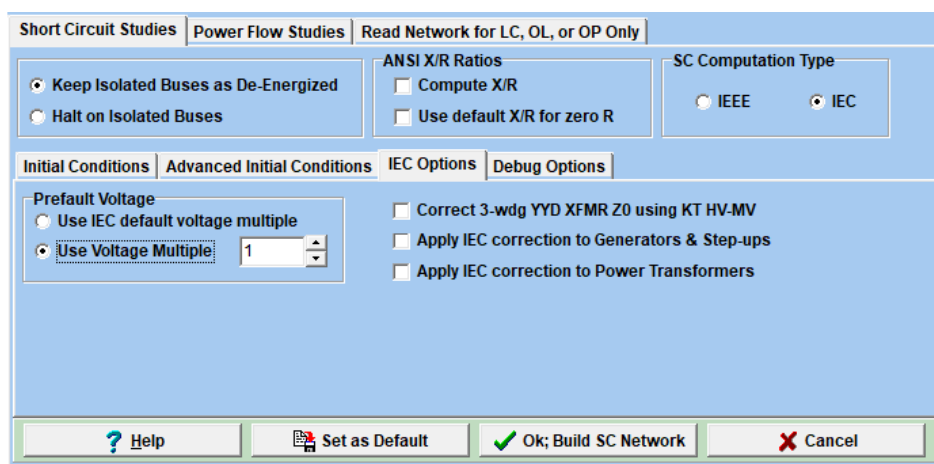 Short Circuit Studies Power Flow Studies Read Network for LC, OL, or OP Only
ANSI X/R Ratios SC Computation Type
Keep Isolated Buses as De-Energized Compute X/R
IEEE IEC
Halt on Isolated Buses Use default X/R for zero R
Initial Conditions Advanced Initial Conditions IEC Options Debug Options
Prefault Voltage
Use IEC default voltage multiple Correct 3-wdg YYD XFMR Z0 using KT HV-MV
Use Voltage Multiple 1 Apply IEC correction to Generators & Step-ups
Apply IEC correction to Power Transformers
? Help Set as Default Ok; Build SC Network Cancel